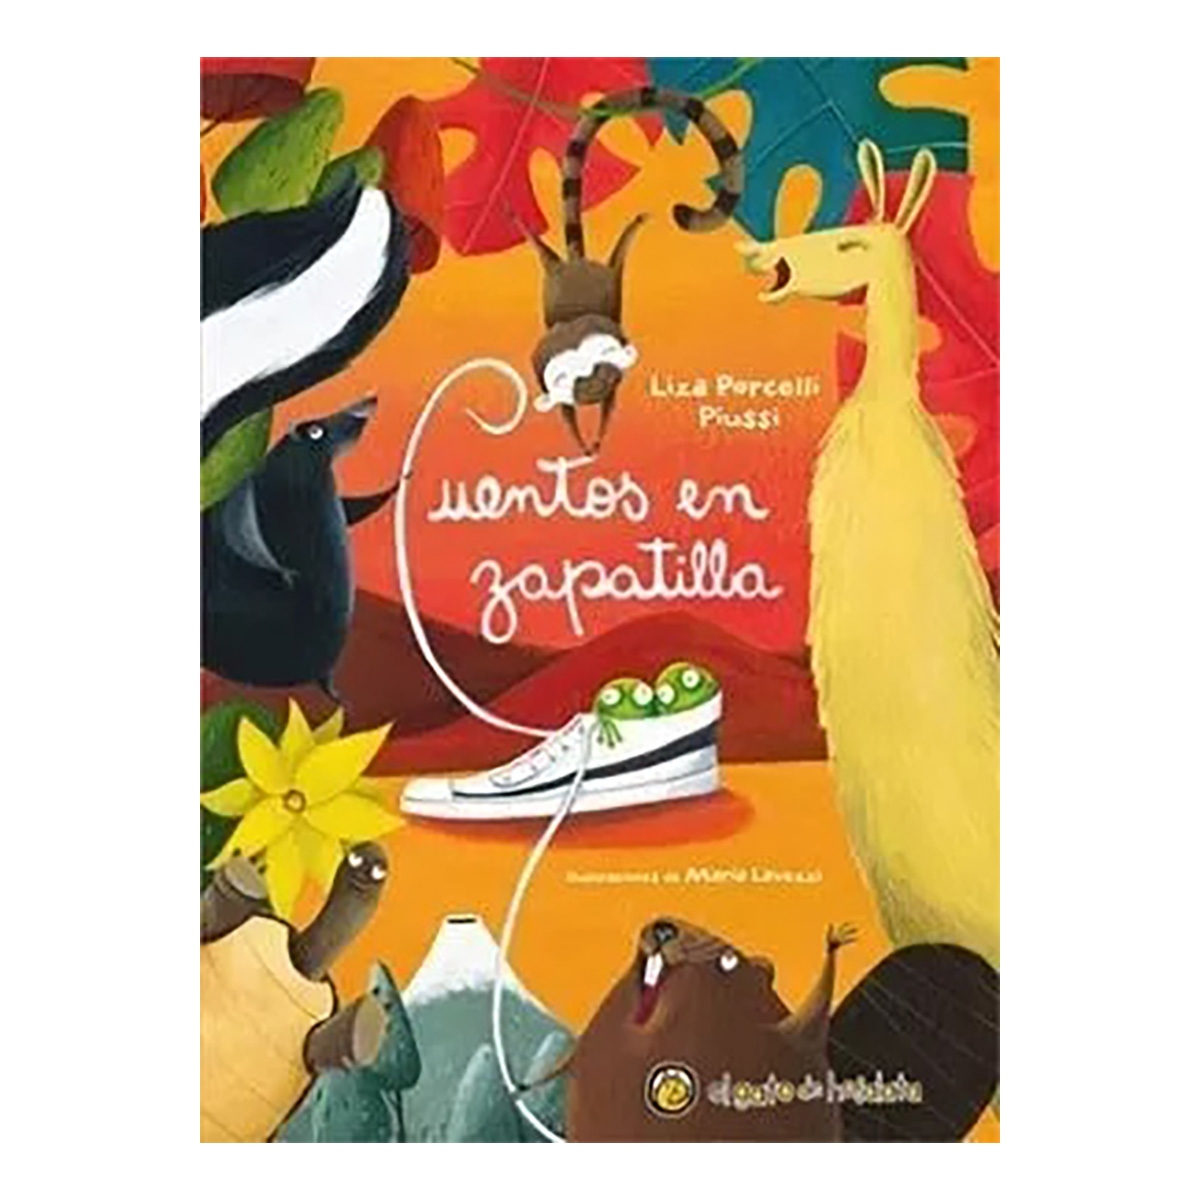 Liza Porcelli
Piussi
Cuentos en
zapatilla
Ilustraciones de María Lavezzi
el gato de hojalata